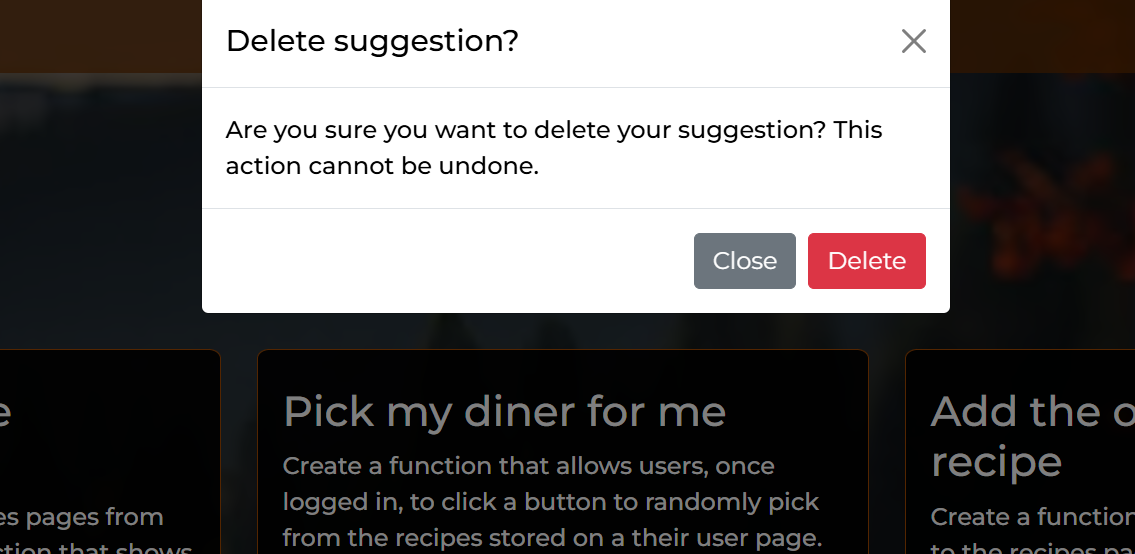 Delete suggestion?
Are you sure you want to delete your suggestion? This
action cannot be undone.
Close Delete
Pick my diner for me
Create a function that allows users, once
logged in, to click a button to randomly pick
from the recipes stored on a their user page.
es pages from
ction that shows
Add the o
recipe
Create a function
to the recipes pa